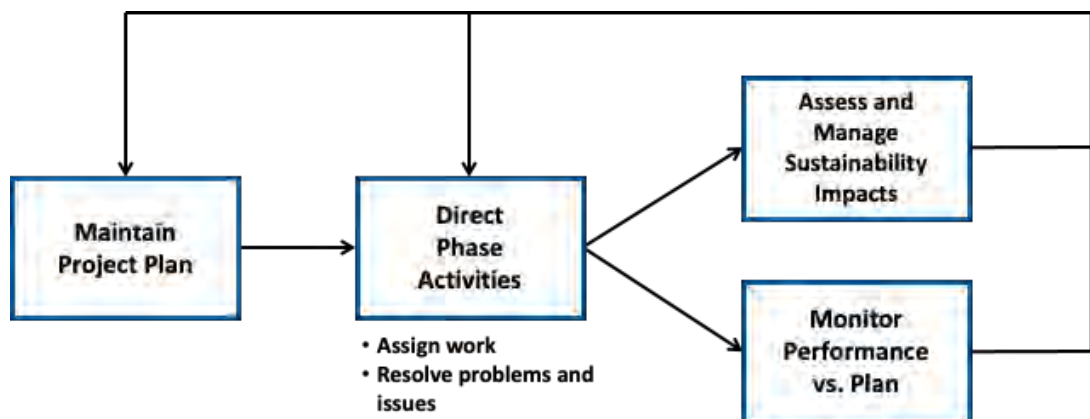 Maintain
Project Plan
Direct
Phase
Activities
• Assign work
• Resolve problems and
issues
Assess and
Manage
Sustainability
Impacts
Monitor
Performance
vs. Plan